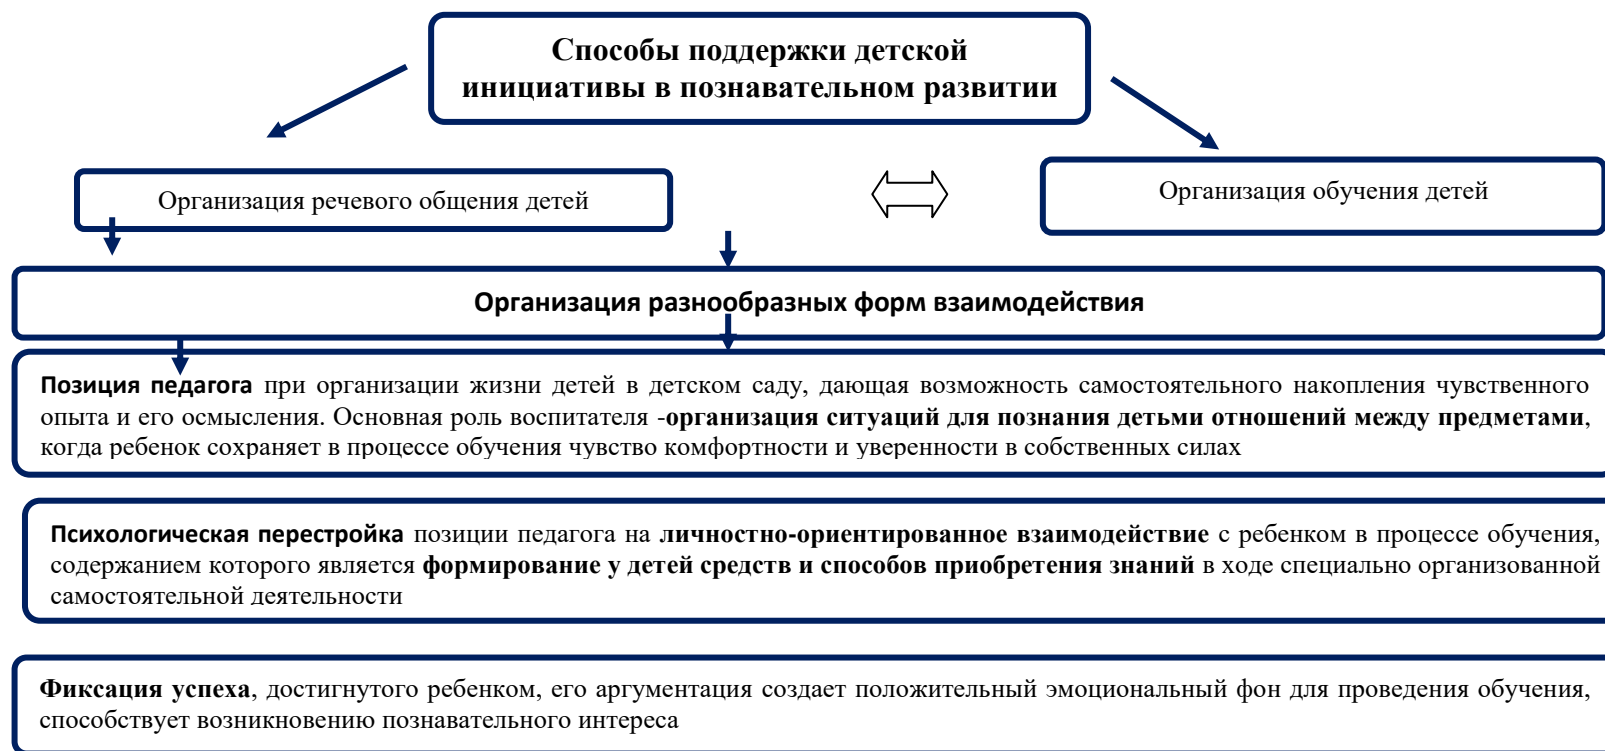 Способы поддержки детской
инициативы в познавательном развитии
Организация речевого общения детей
Организация обучения детей
Организация разнообразных форм взаимодействия
Позиция педагога при организации жизни детей в детском саду, дающая возможность самостоятельного накопления чувственного
опыта и его осмысления. Основная роль воспитателя -организация ситуаций для познания детьми отношений между предметами,
когда ребенок сохраняет в процессе обучения чувство комфортности и уверенности в собственных силах
Психологическая перестройка позиции педагога на личностно-ориентированное взаимодействие с ребенком в процессе обучения,
содержанием которого является формирование у детей средств и способов приобретения знаний в ходе специально организованной
самостоятельной деятельности
Фиксация успеха, достигнутого ребенком, его аргументация создает положительный эмоциональный фон для проведения обучения,
способствует возникновению познавательного интереса